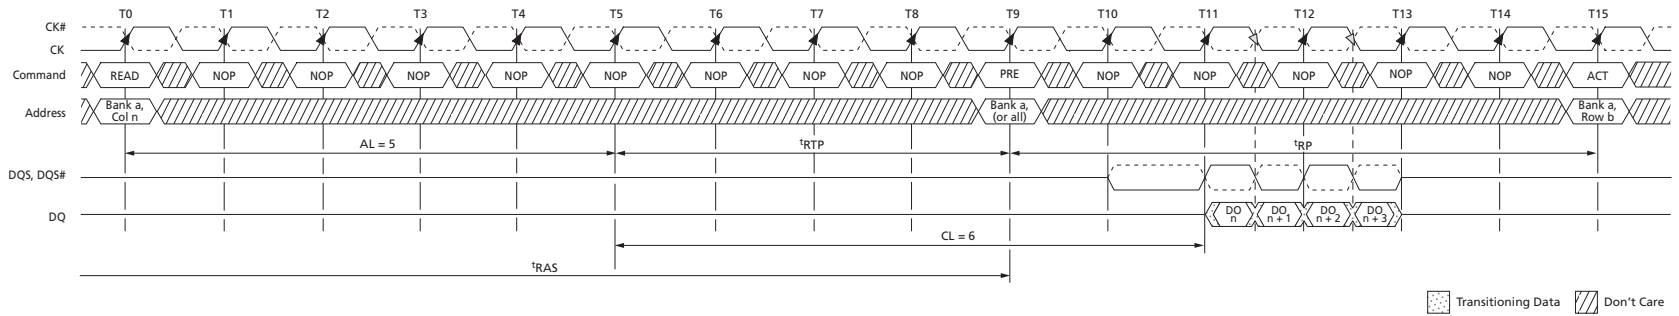 T0 T1 T2 T3 T4 T5 T6 T7 T8 T9 T10 T11 T12 T13 T14 T15
CK#
CK
Command READ NOP NOP NOP NOP NOP NOP NOP NOP PRE NOP NOP NOP NOP NOP ACT
Address
Bank a,
Col n
Bank a,
(or all)
Bank a,
Row b
AL = 5 tRTP tRP
DQS, DQS#
DQ
DO
n
DO
n + 1
DO
n + 2
DO
n + 3
CL = 6
tRAS
Transitioning Data Don't Care